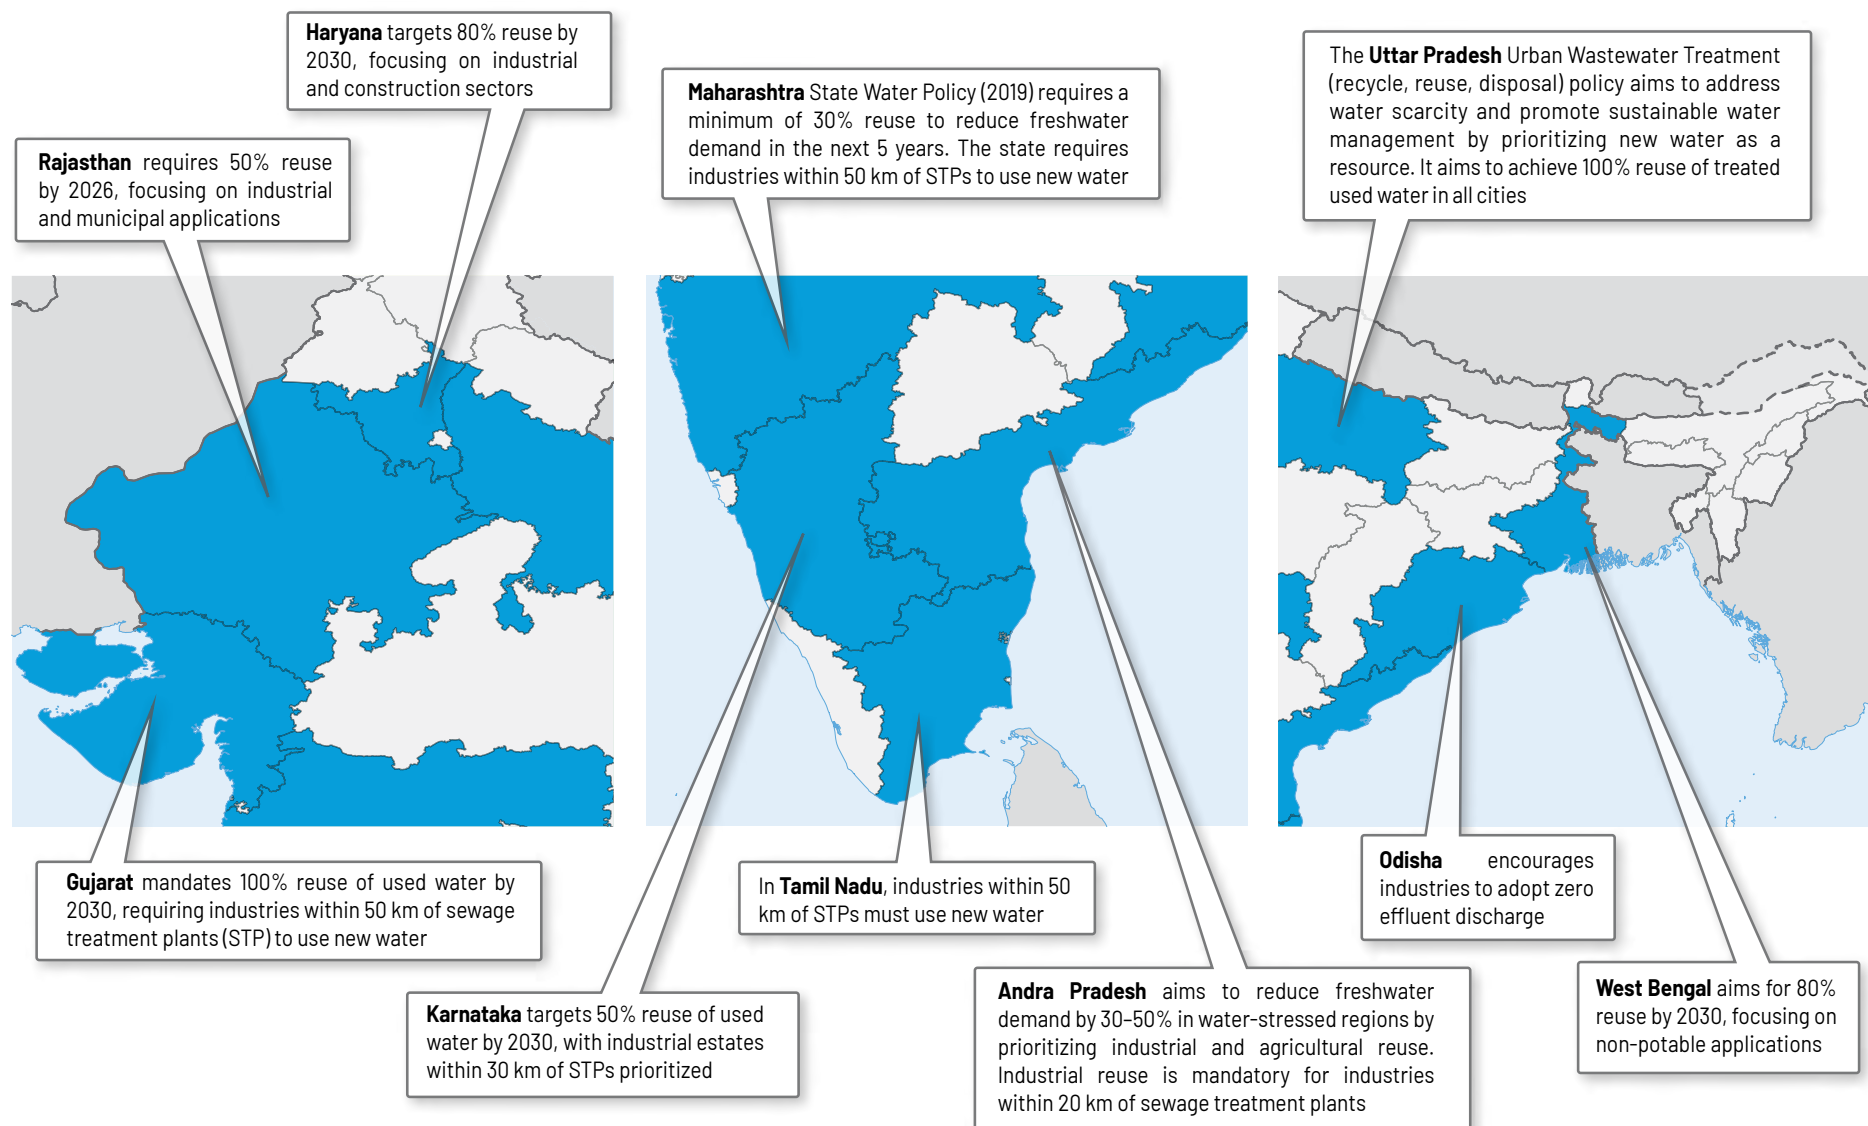 Haryana targets 80% reuse by
2030, focusing on industrial
and construction sectors
Rajasthan requires 50% reuse
by 2026, focusing on industrial
and municipal applications
Maharashtra State Water Policy (2019) requires a
minimum of 30% reuse to reduce freshwater
demand in the next 5 years. The state requires
industries within 50 km of STPs to use new water
The Uttar Pradesh Urban Wastewater Treatment
(recycle, reuse, disposal) policy aims to address
water scarcity and promote sustainable water
management by prioritizing new water as a
resource. It aims to achieve 100% reuse of treated
used water in all cities
Gujarat mandates 100% reuse of used water by
2030, requiring industries within 50 km of sewage
treatment plants (STP) to use new water
Karnataka targets 50% reuse of used
water by 2030, with industrial estates
within 30 km of STPs prioritized
In Tamil Nadu, industries within 50
km of STPs must use new water
Andra Pradesh aims to reduce freshwater
demand by 30–50% in water-stressed regions by
prioritizing industrial and agricultural reuse.
Industrial reuse is mandatory for industries
within 20 km of sewage treatment plants
Odisha encourages
industries to adopt zero
effluent discharge
West Bengal aims for 80%
reuse by 2030, focusing on
non-potable applications